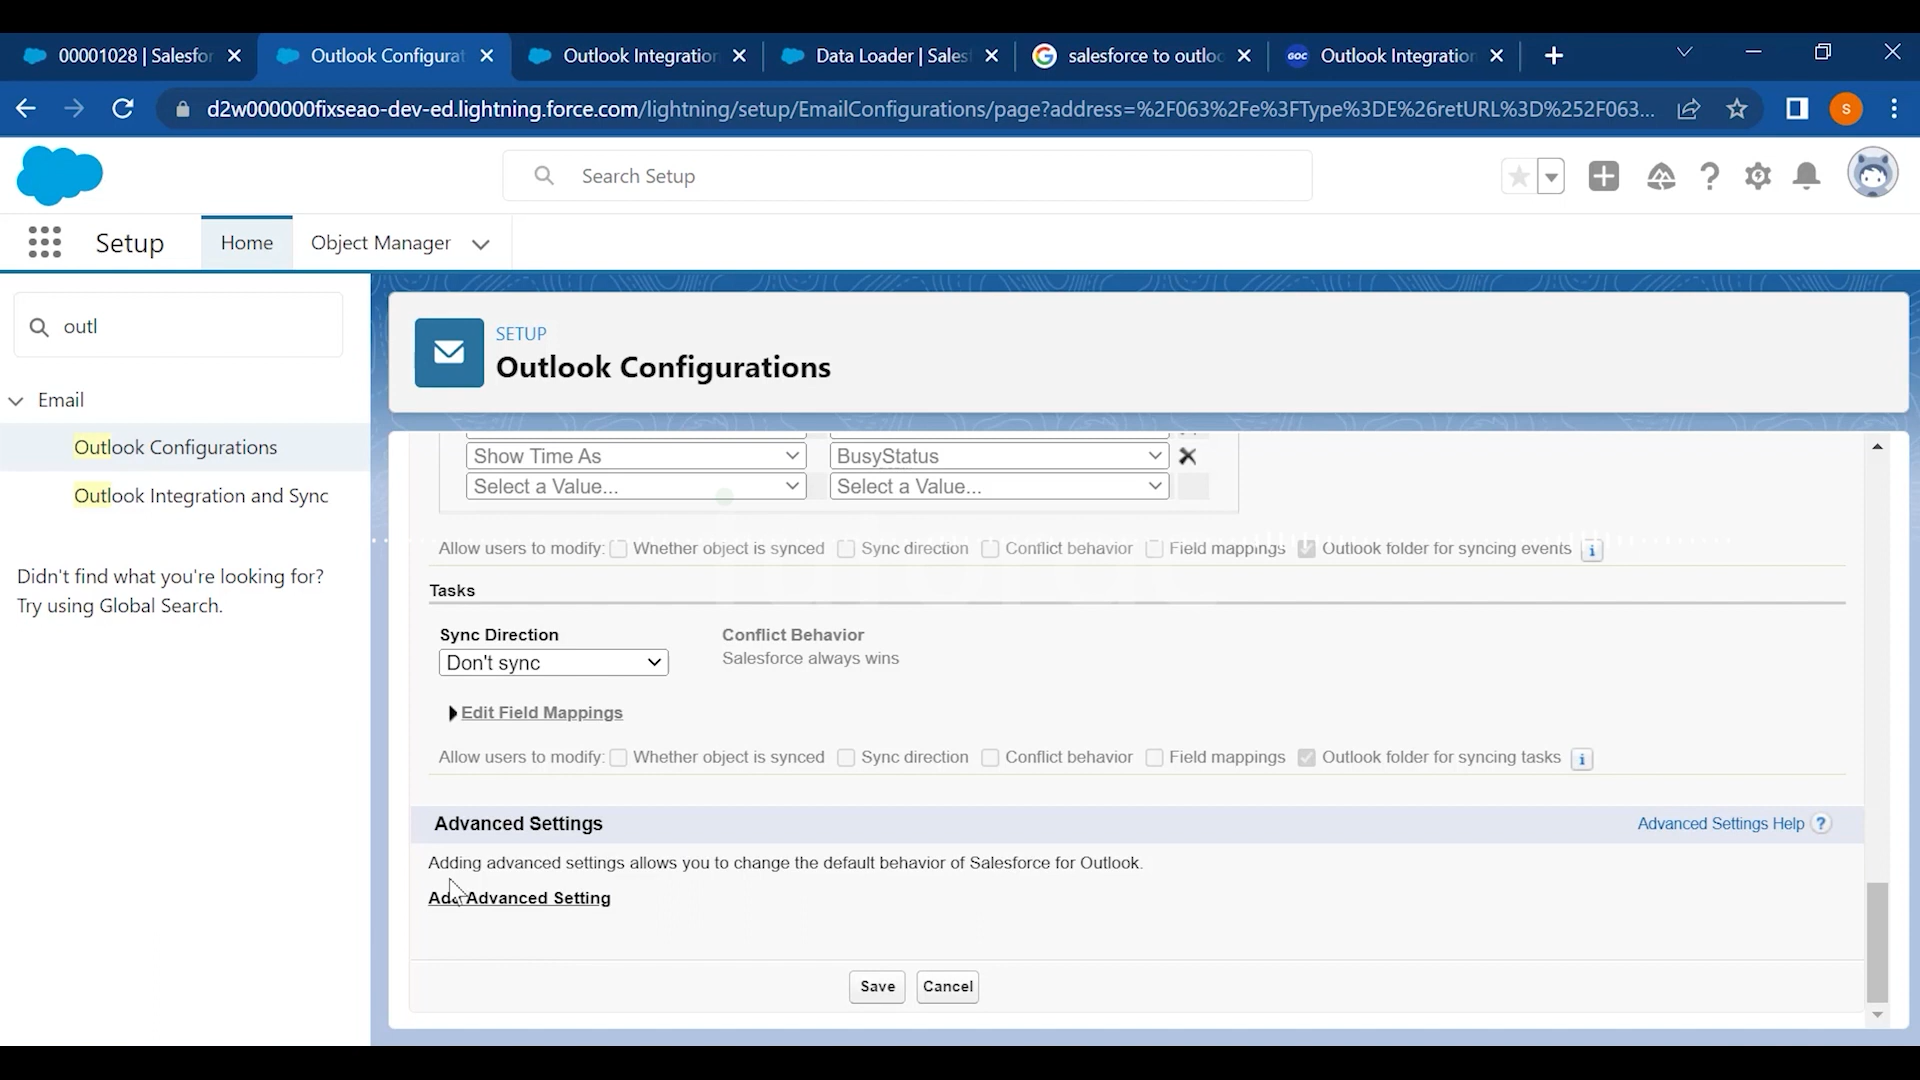 00001028 | Salesfor
Outlook Configurat
Outlook Integration
Data Loader | Sales
salesforce to outloo
GOC Outlook Integration
d2w000000fixseao-dev-ed.lightning.force.com/lightning/setup/EmailConfigurations/page?address=%2F063%2Fe%3FType%3DE%26retURL%3D%252F063...
S
Search Setup
Setup
Home
Object Manager
outl
Email
Outlook Configurations
Outlook Integration and Sync
Didn't find what you're looking for?
Try using Global Search.
SETUP
Outlook Configurations
Show Time As BusyStatus
Select a Value... Select a Value...
Allow users to modify: Whether object is synced Sync direction Conflict behavior Field mappings Outlook folder for syncing events i
Tasks
Sync Direction Conflict Behavior
Don't sync Salesforce always wins
Edit Field Mappings
Allow users to modify: Whether object is synced Sync direction Conflict behavior Field mappings Outlook folder for syncing tasks i
Advanced Settings Advanced Settings Help ?
Adding advanced settings allows you to change the default behavior of Salesforce for Outlook.
Add Advanced Setting
Save Cancel